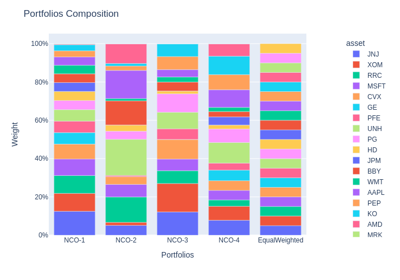 Portfolios Composition
asset
100%
80%
60%
40%
20%
0%
Weight
NCO-1
NCO-2
NCO-3
NCO-4
EqualWeighted
Portfolios
JNJ
XOM
RRC
MSFT
CVX
GE
PFE
UNH
PG
HD
JPM
BBY
WMT
AAPL
PEP
KO
AMD
MRK